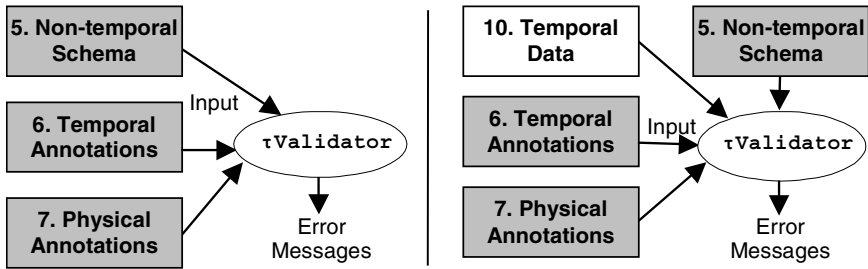 5. Non-temporal
Schema
Input
6. Temporal
Annotations
τValidator
7. Physical
Annotations
Error
Messages
10. Temporal
Data
5. Non-temporal
Schema
6. Temporal
Annotations
Input
τValidator
7. Physical
Annotations
Error
Messages